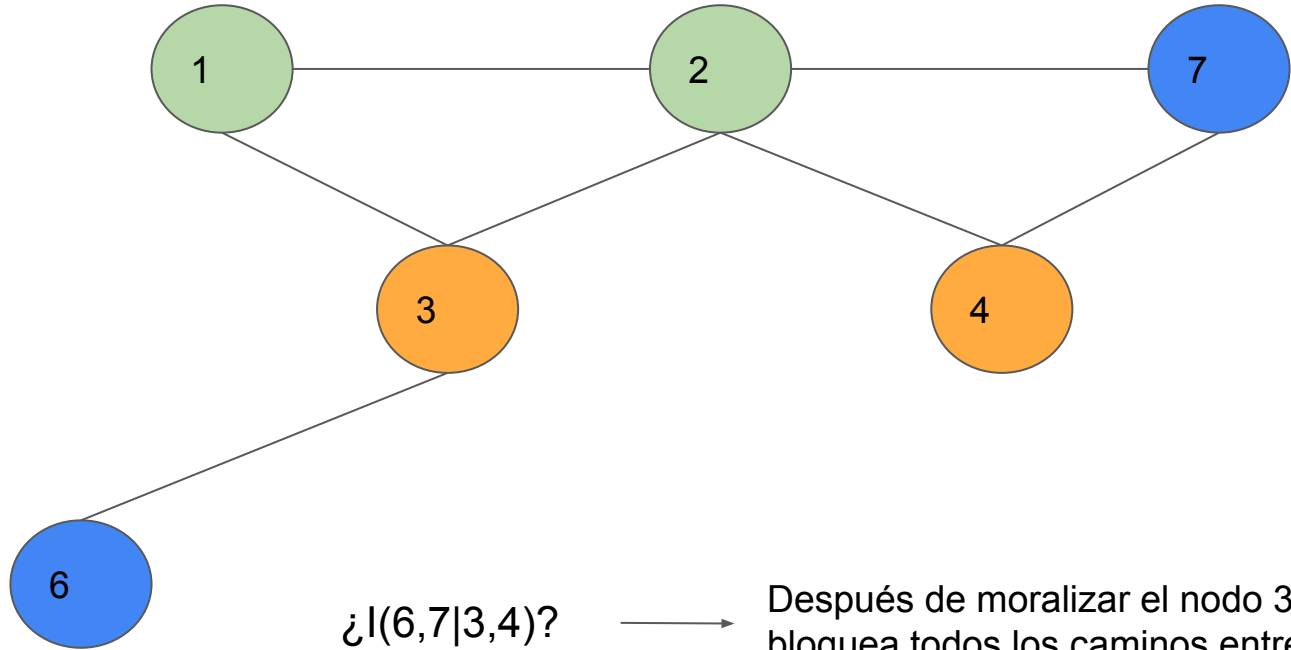 1
2
7
3
4
6
¿I(6,7|3,4)?
Después de moralizar el nodo 3
bloquea todos los caminos entre